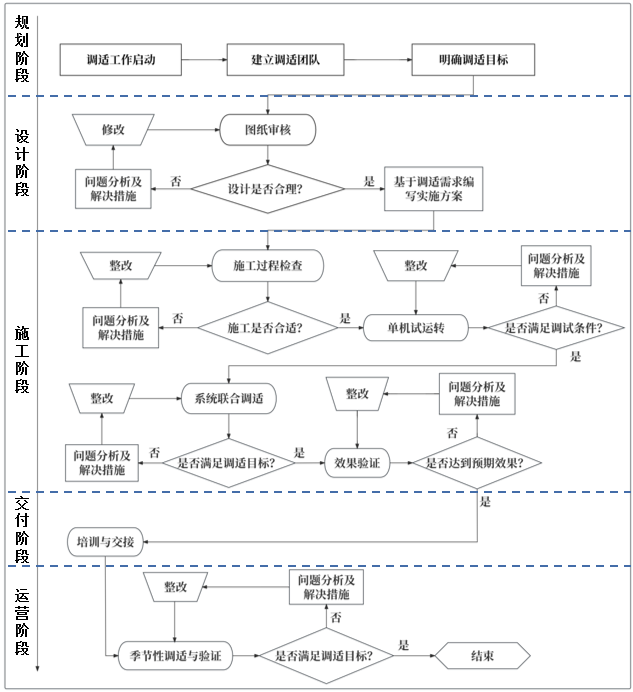 规划阶段
调适工作启动
建立调适团队
明确调适目标
设计阶段
修改
图纸审核
问题分析及
解决措施
否
设计是否合理?
是
基于调适需求编
写实施方案
施工阶段
整改
施工过程检查
整改
问题分析及
解决措施
问题分析及
解决措施
否
施工是否合适?
是
单机试运转
否
是否满足调试条件?
是
整改
系统联合调适
整改
问题分析及
解决措施
问题分析及
解决措施
否
是否满足调适目标?
是
效果验证
否
是否达到预期效果?
是
交付阶段
培训与交接
运营阶段
整改
问题分析及
解决措施
否
季节性调适与验证
是否满足调适目标?
是
结束